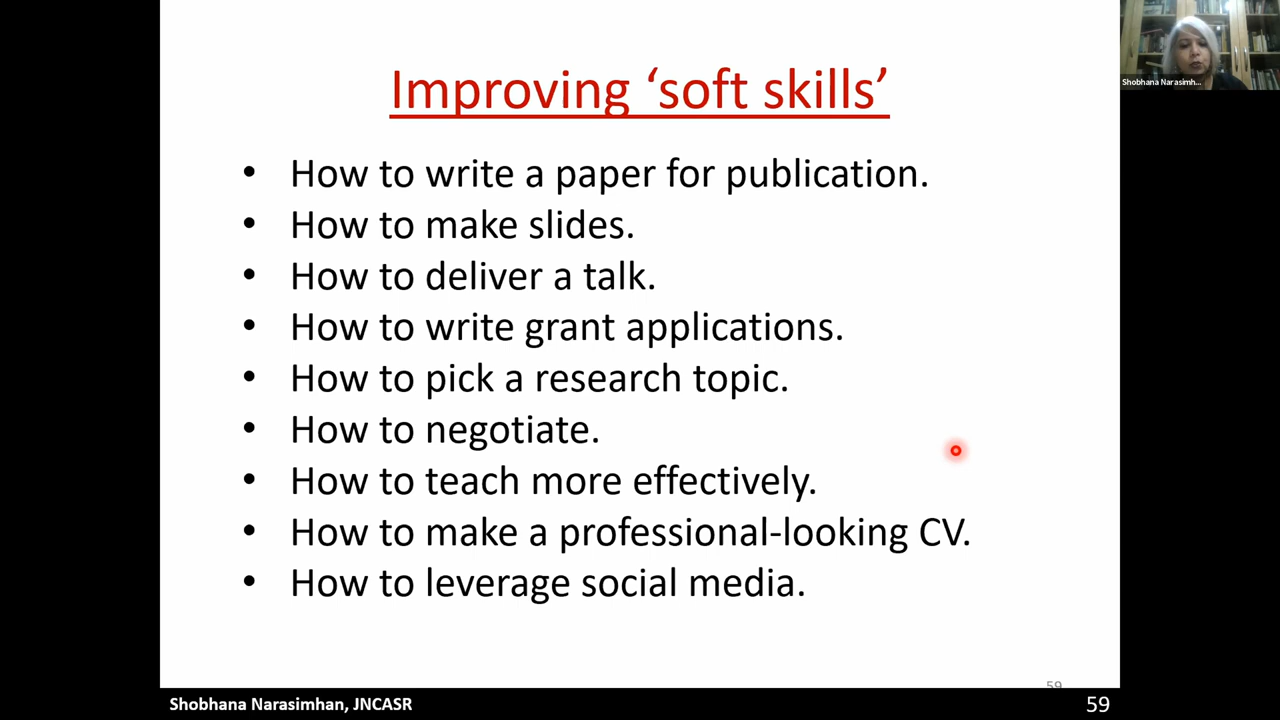 Improving ‘soft skills’
Shobhana Narasimh...
• How to write a paper for publication.
• How to make slides.
• How to deliver a talk.
• How to write grant applications.
• How to pick a research topic.
• How to negotiate.
• How to teach more effectively.
• How to make a professional-looking CV.
• How to leverage social media.
59
Shobhana Narasimhan, JNCASR
59